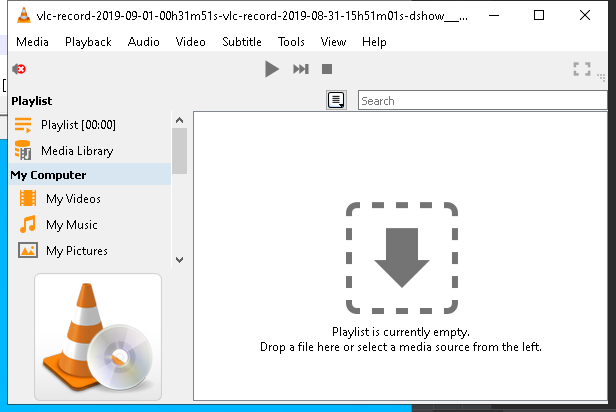 vlc-record-2019-09-01-00h31m51s-vlc-record-2019-08-31-15h51m01s-dshow__...
Media Playback Audio Video Subtitle Tools View Help
Playlist
Search
Playlist [00:00]
Media Library
My Computer
My Videos
My Music
My Pictures
Playlist is currently empty.
Drop a file here or select a media source from the left.